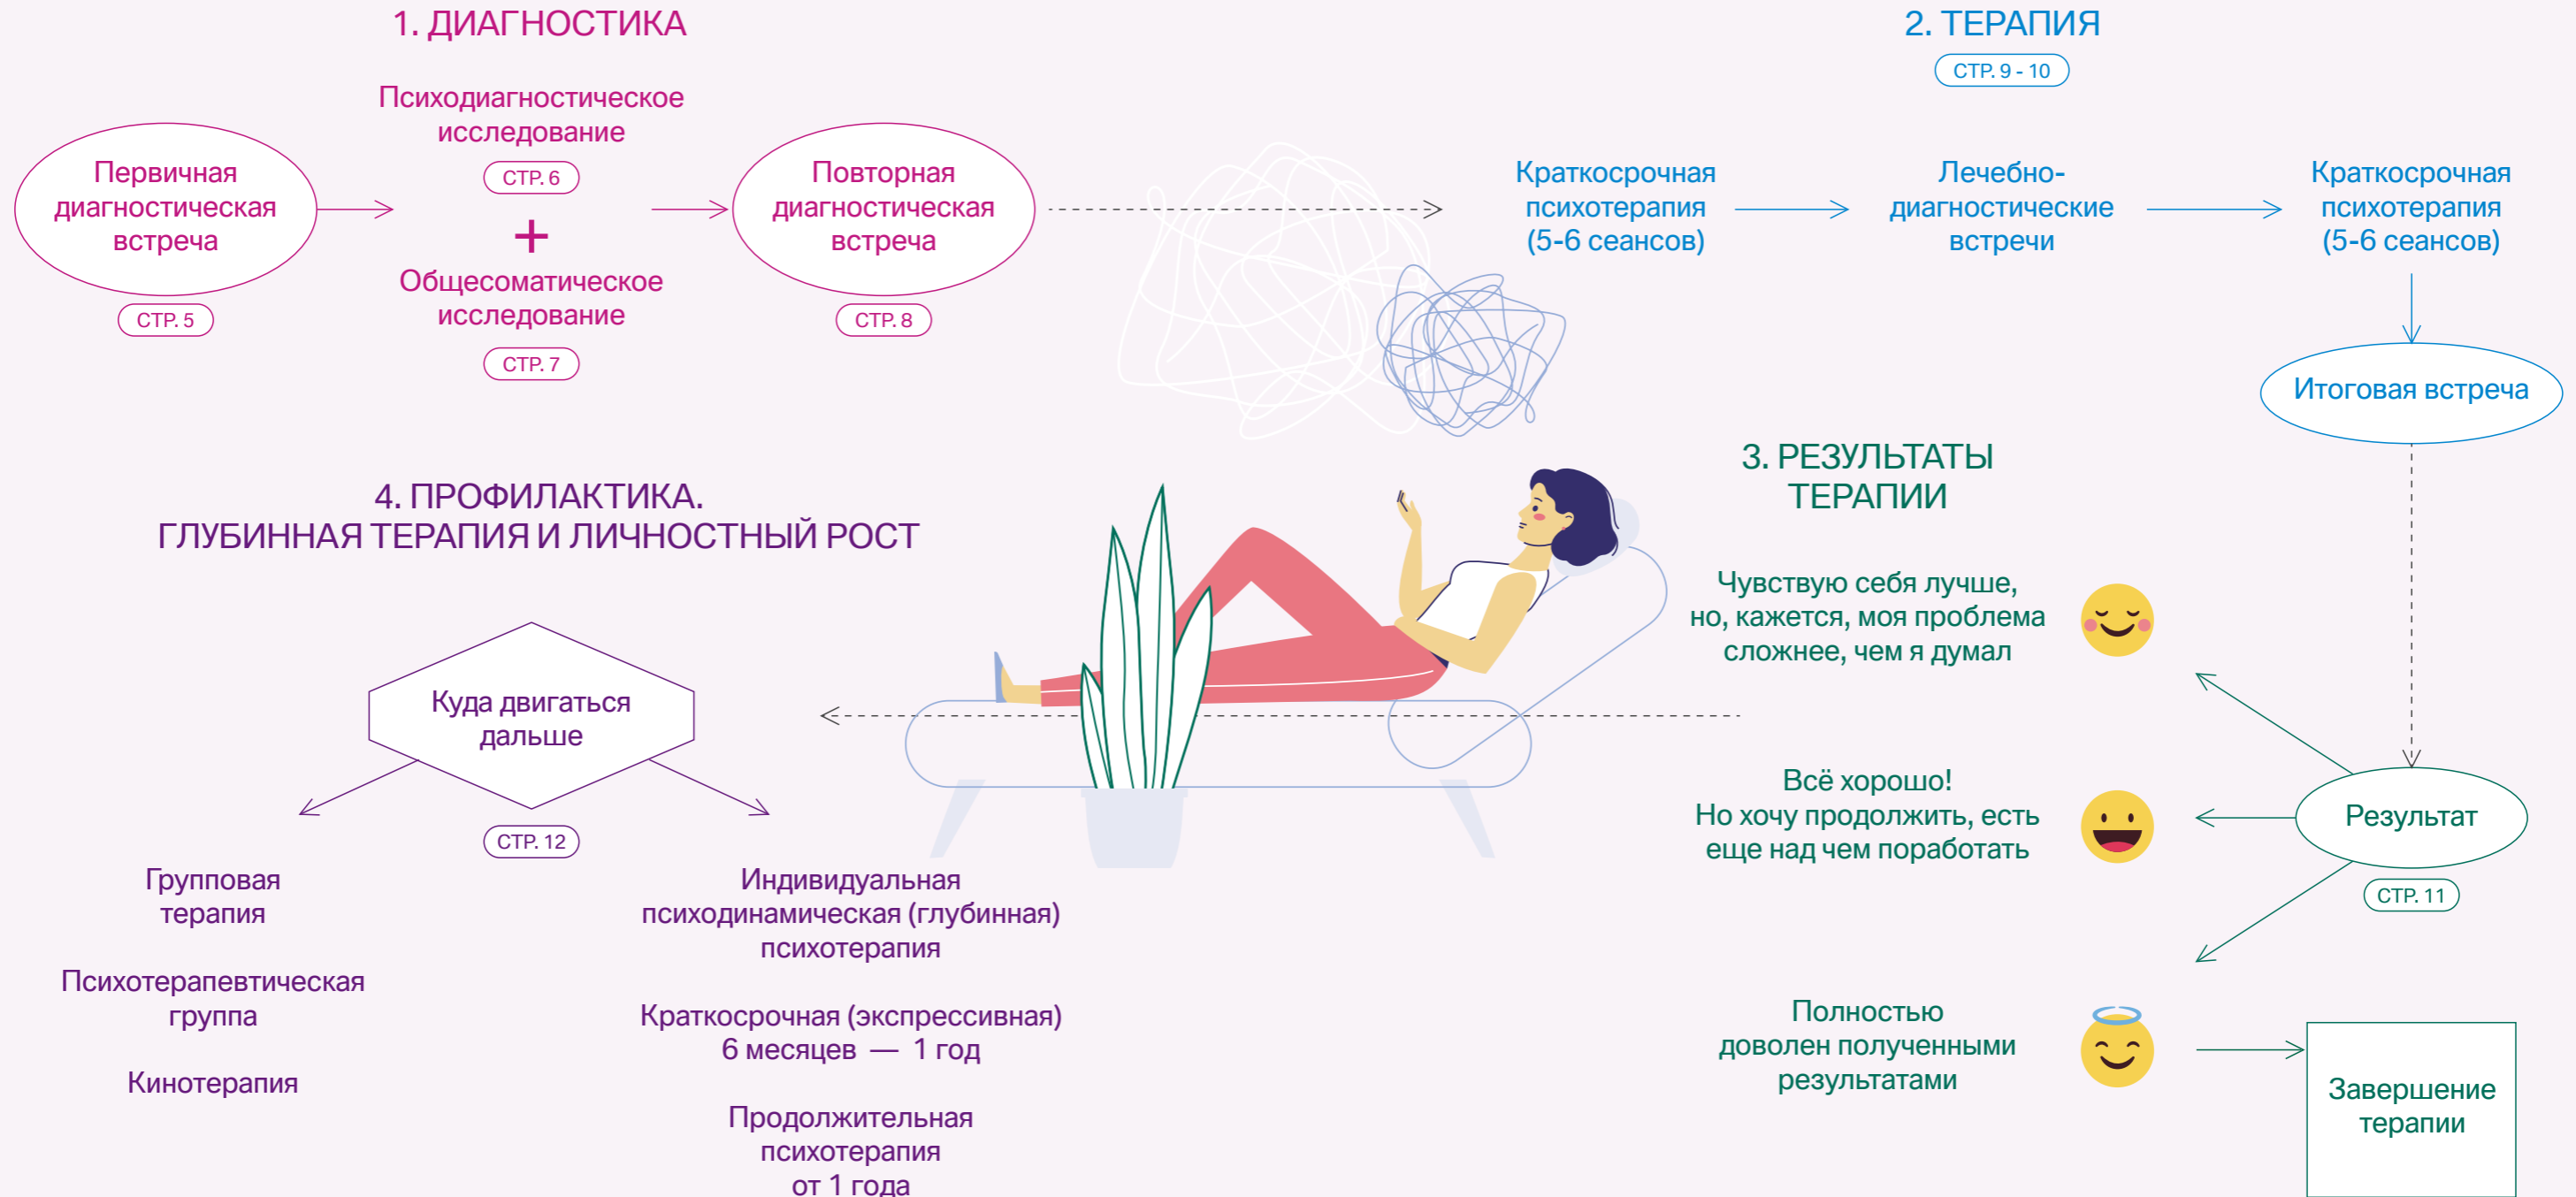 1. ДИАГНОСТИКА
Первичная
диагностическая
встреча
СТР. 5
Психодиагностическое
исследование
СТР. 6
+
Общесоматическое
исследование
СТР. 7
Повторная
диагностическая
встреча
СТР. 8
2. ТЕРАПИЯ
СТР. 9 - 10
Краткосрочная
психотерапия
(5-6 сеансов)
Лечебно-
диагностические
встречи
Краткосрочная
психотерапия
(5-6 сеансов)
Итоговая встреча
3. РЕЗУЛЬТАТЫ
ТЕРАПИИ
Результат
СТР. 11
Чувствую себя лучше,
но, кажется, моя проблема
сложнее, чем я думал
Всё хорошо!
Но хочу продолжить, есть
еще над чем поработать
Полностью
доволен полученными
результатами
Завершение
терапии
4. ПРОФИЛАКТИКА.
ГЛУБИННАЯ ТЕРАПИЯ И ЛИЧНОСТНЫЙ РОСТ
Куда двигаться
дальше
СТР. 12
Групповая
терапия
Психотерапевтическая
группа
Кинотерапия
Индивидуальная
психодинамическая (глубинная)
психотерапия
Краткосрочная (экспрессивная)
6 месяцев — 1 год
Продолжительная
психотерапия
от 1 года